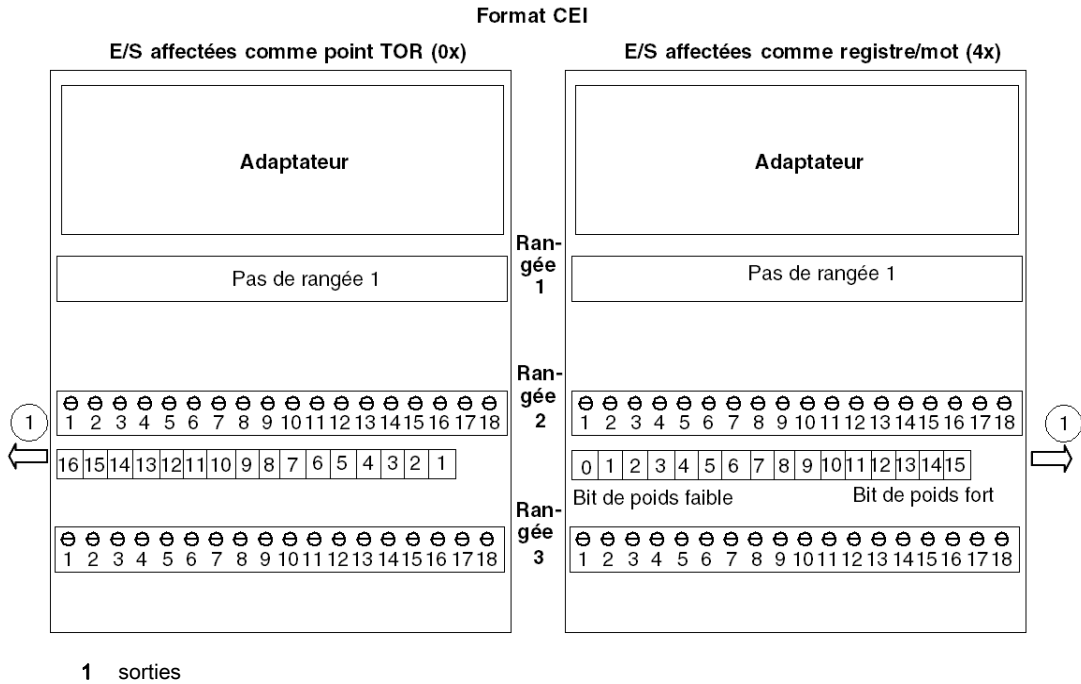 Format CEI
E/S affectées comme point TOR (0x)
E/S affectées comme registre/mot (4x)
Adaptateur
Adaptateur
Ran-
gée
1
Pas de rangée 1
Pas de rangée 1
Ran-
gée
2
1 2 3 4 5 6 7 8 9 10 11 12 13 14 15 16 17 18
1 2 3 4 5 6 7 8 9 10 11 12 13 14 15 16 17 18
1
1
16 15 14 13 12 11 10 9 8 7 6 5 4 3 2 1
0 1 2 3 4 5 6 7 8 9 10 11 12 13 14 15
Bit de poids faible
Bit de poids fort
Ran-
gée
3
1 2 3 4 5 6 7 8 9 10 11 12 13 14 15 16 17 18
1 2 3 4 5 6 7 8 9 10 11 12 13 14 15 16 17 18
1 sorties